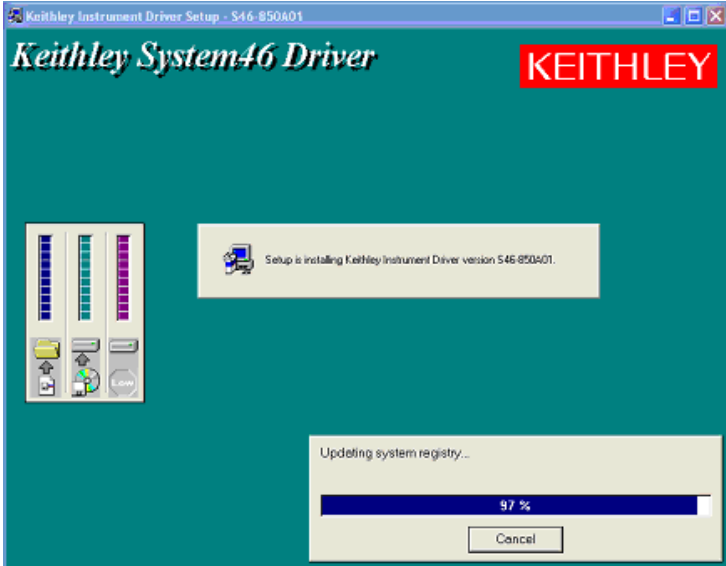 Keithley Instrument Driver Setup - S46-850A01
Keithley System46 Driver
KEITHLEY
Setup is installing Keithley Instrument Driver version S46-850A01.
Low
Updating system registry...
97 %
Cancel